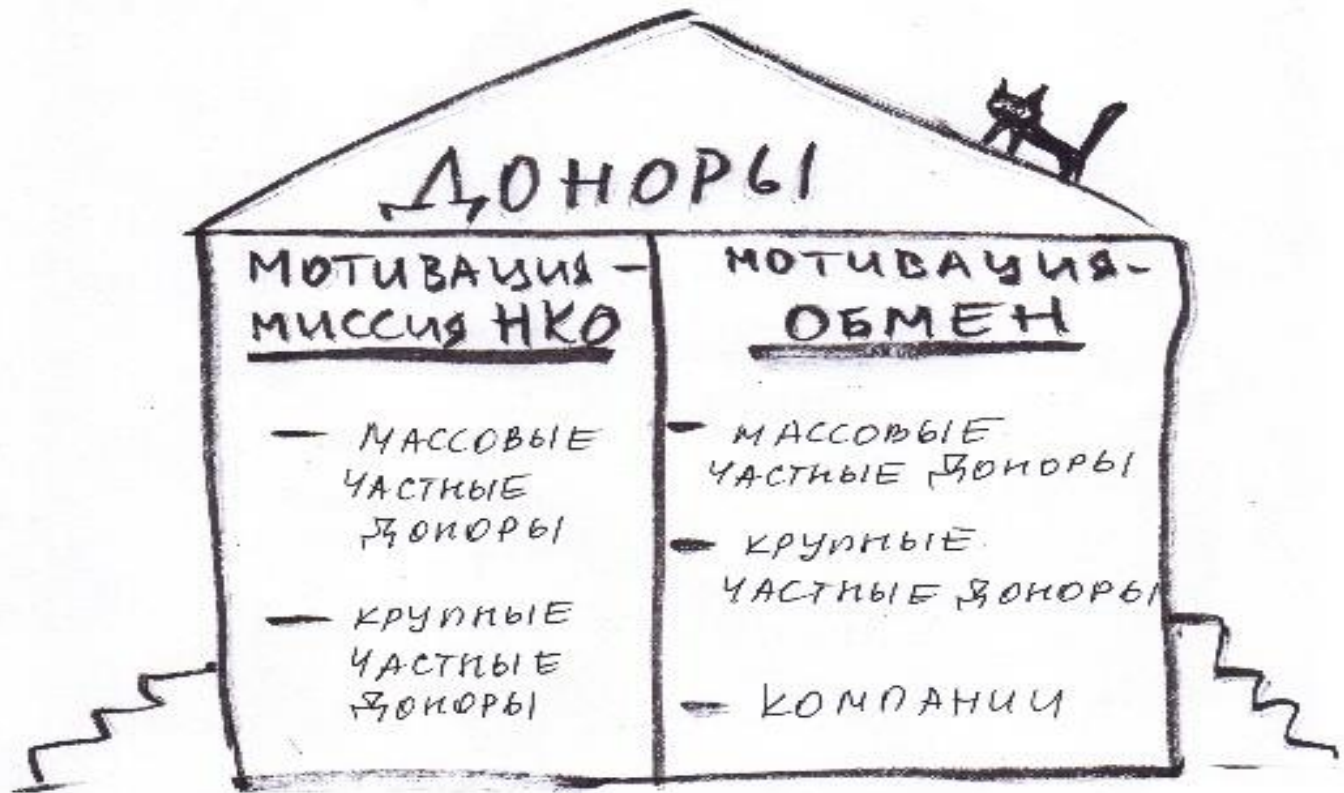 ДОНОРЫ
МОТИВАЦИЯ -
МИССИЯ НКО
— МАССОВЫЕ
ЧАСТНЫЕ
ДОНОРЫ
— КРУПНЫЕ
ЧАСТНЫЕ
ДОНОРЫ
МОТИВАЦИЯ-
ОБМЕН
- МАССОВЫЕ
ЧАСТНЫЕ ДОНОРЫ
- КРУПНЫЕ
ЧАСТНЫЕ ДОНОРЫ
- КОМПАНИИ